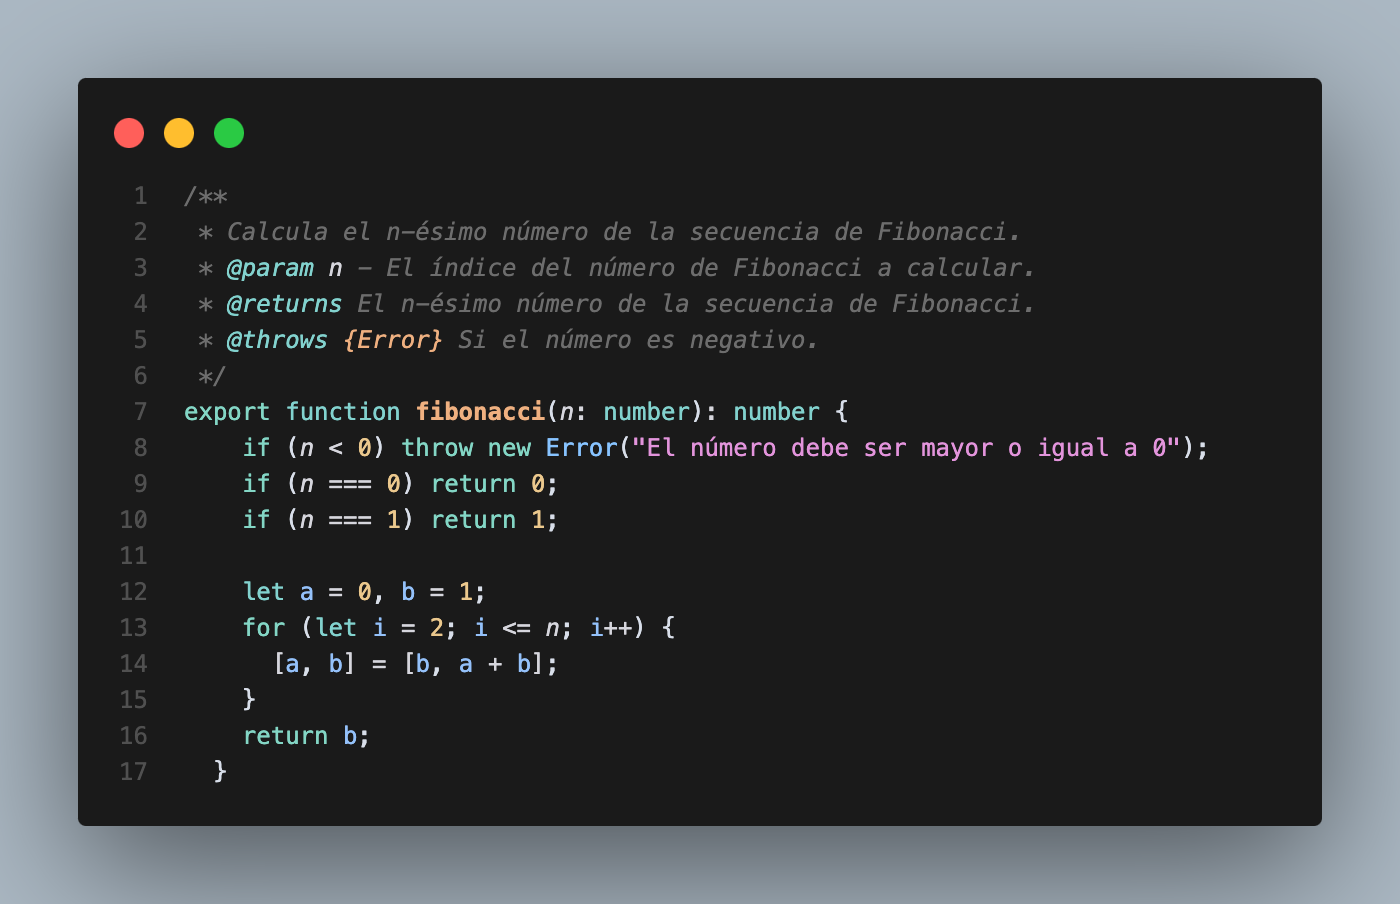 1 /**
2  * Calcula el n-ésimo número de la secuencia de Fibonacci.
3  * @param n - El índice del número de Fibonacci a calcular.
4  * @returns El n-ésimo número de la secuencia de Fibonacci.
5  * @throws {Error} Si el número es negativo.
6  */
7 export function fibonacci(n: number): number {
8     if (n < 0) throw new Error("El número debe ser mayor o igual a 0");
9     if (n === 0) return 0;
10     if (n === 1) return 1;
11
12     let a = 0, b = 1;
13     for (let i = 2; i <= n; i++) {
14       [a, b] = [b, a + b];
15     }
16     return b;
17   }